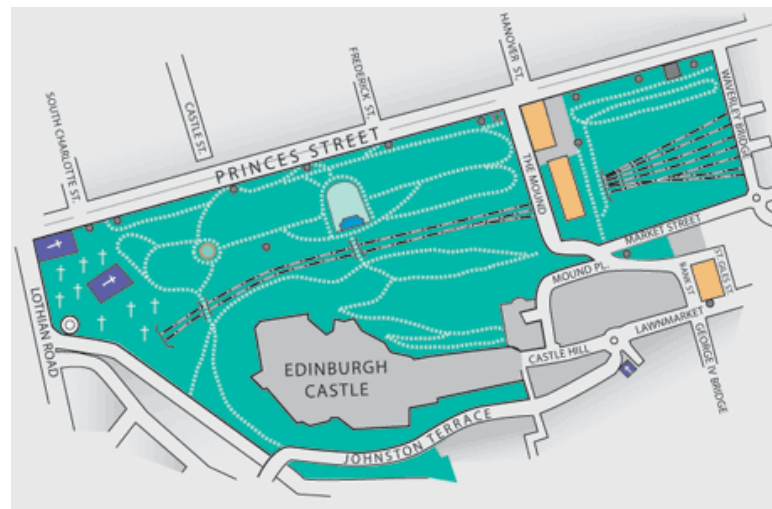 HANOVER ST.
FREDERICK ST.
CASTLE ST.
SOUTH CHARLOTTE ST.
PRINCES STREET
WAVERLEY BRIDGE
THE MOUND
MARKET STREET
MOUND PL.
ST. GILES ST.
BANK ST
LOTHIAN ROAD
LAWNMARKET
CASTLE HILL
GEORGE IV BRIDGE
EDINBURGH
CASTLE
JOHNSTON TERRACE